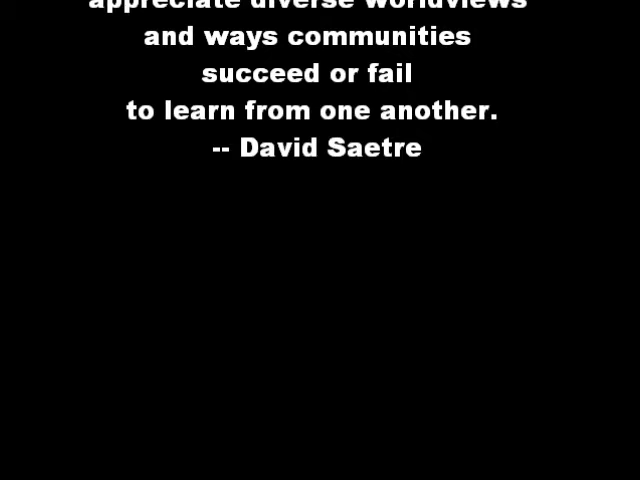 appreciate diverse worldviews
and ways communities
succeed or fail
to learn from one another.
-- David Saetre